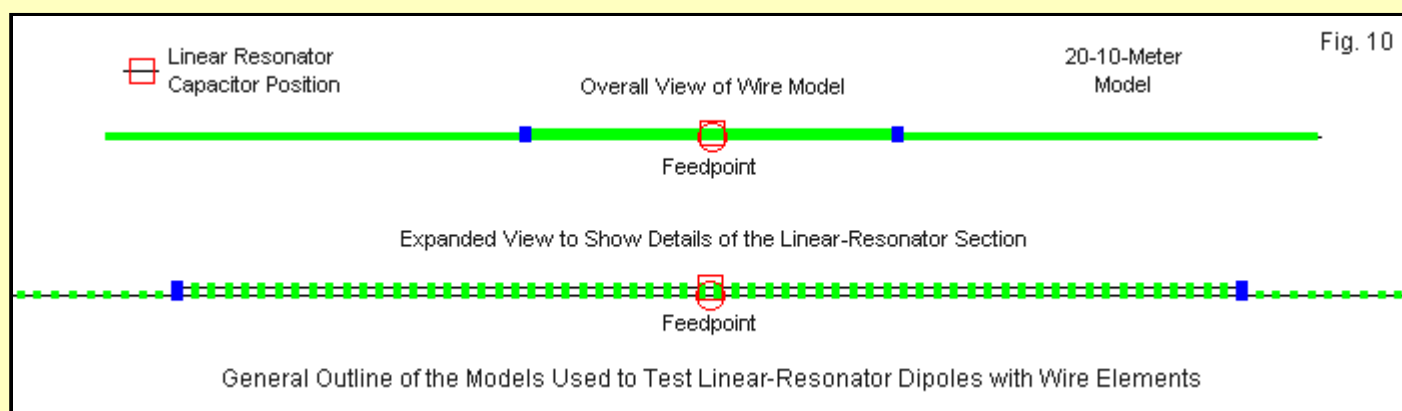 Fig. 10
Linear Resonator
Capacitor Position
Overall View of Wire Model
20-10-Meter
Model
Feedpoint
Expanded View to Show Details of the Linear-Resonator Section
Feedpoint
General Outline of the Models Used to Test Linear-Resonator Dipoles with Wire Elements